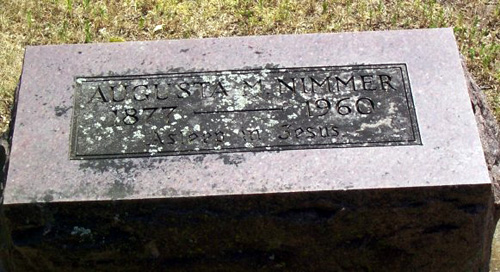 AUGUSTA M. NIMMER
1877 — 1960
Asleep in Jesus